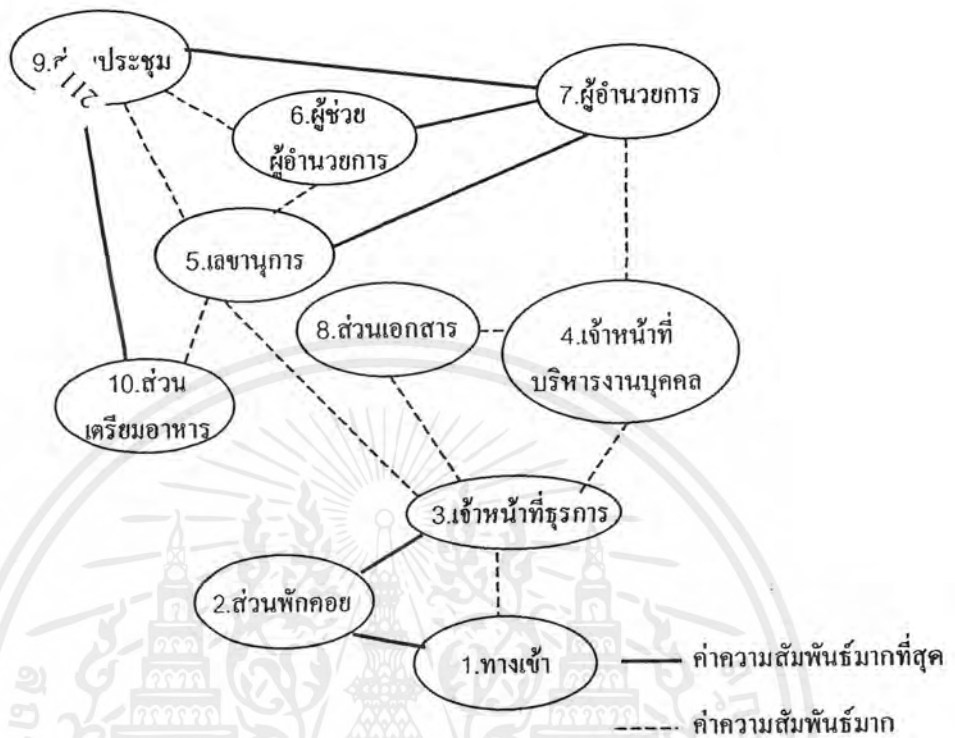 9.ส่ ประชุม
211
7.ผู้อำนวยการ
6.ผู้ช่วย
ผู้อำนวยการ
5.เลขานุการ
8.ส่วนเอกสาร
4.เจ้าหน้าที่
บริหารงานบุคคล
10.ส่วน
เตรียมอาหาร
3.เจ้าหน้าที่ธุรการ
2.ส่วนพักคอย
1.ทางเข้า
ค่าความสัมพันธ์มากที่สุด
ค่าความสัมพันธ์มาก